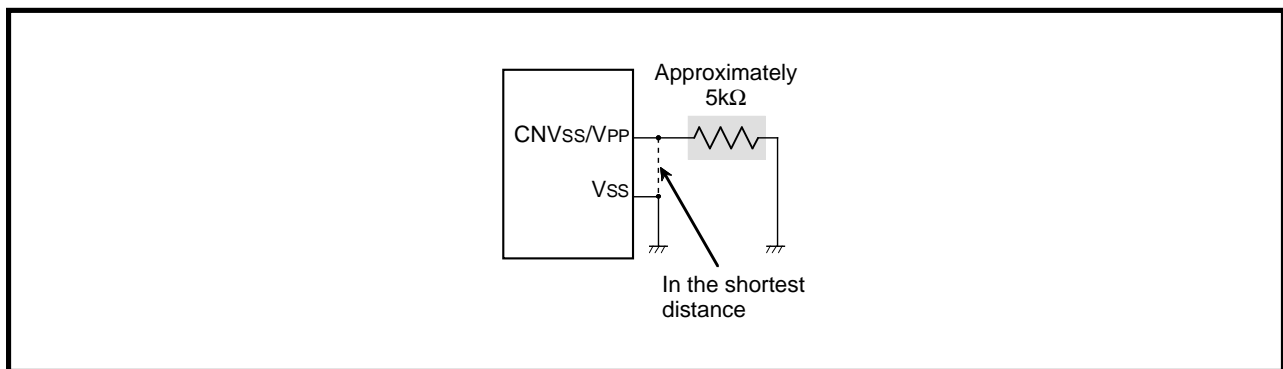 Approximately
5kΩ
CNVSS/VPP
VSS
In the shortest
distance